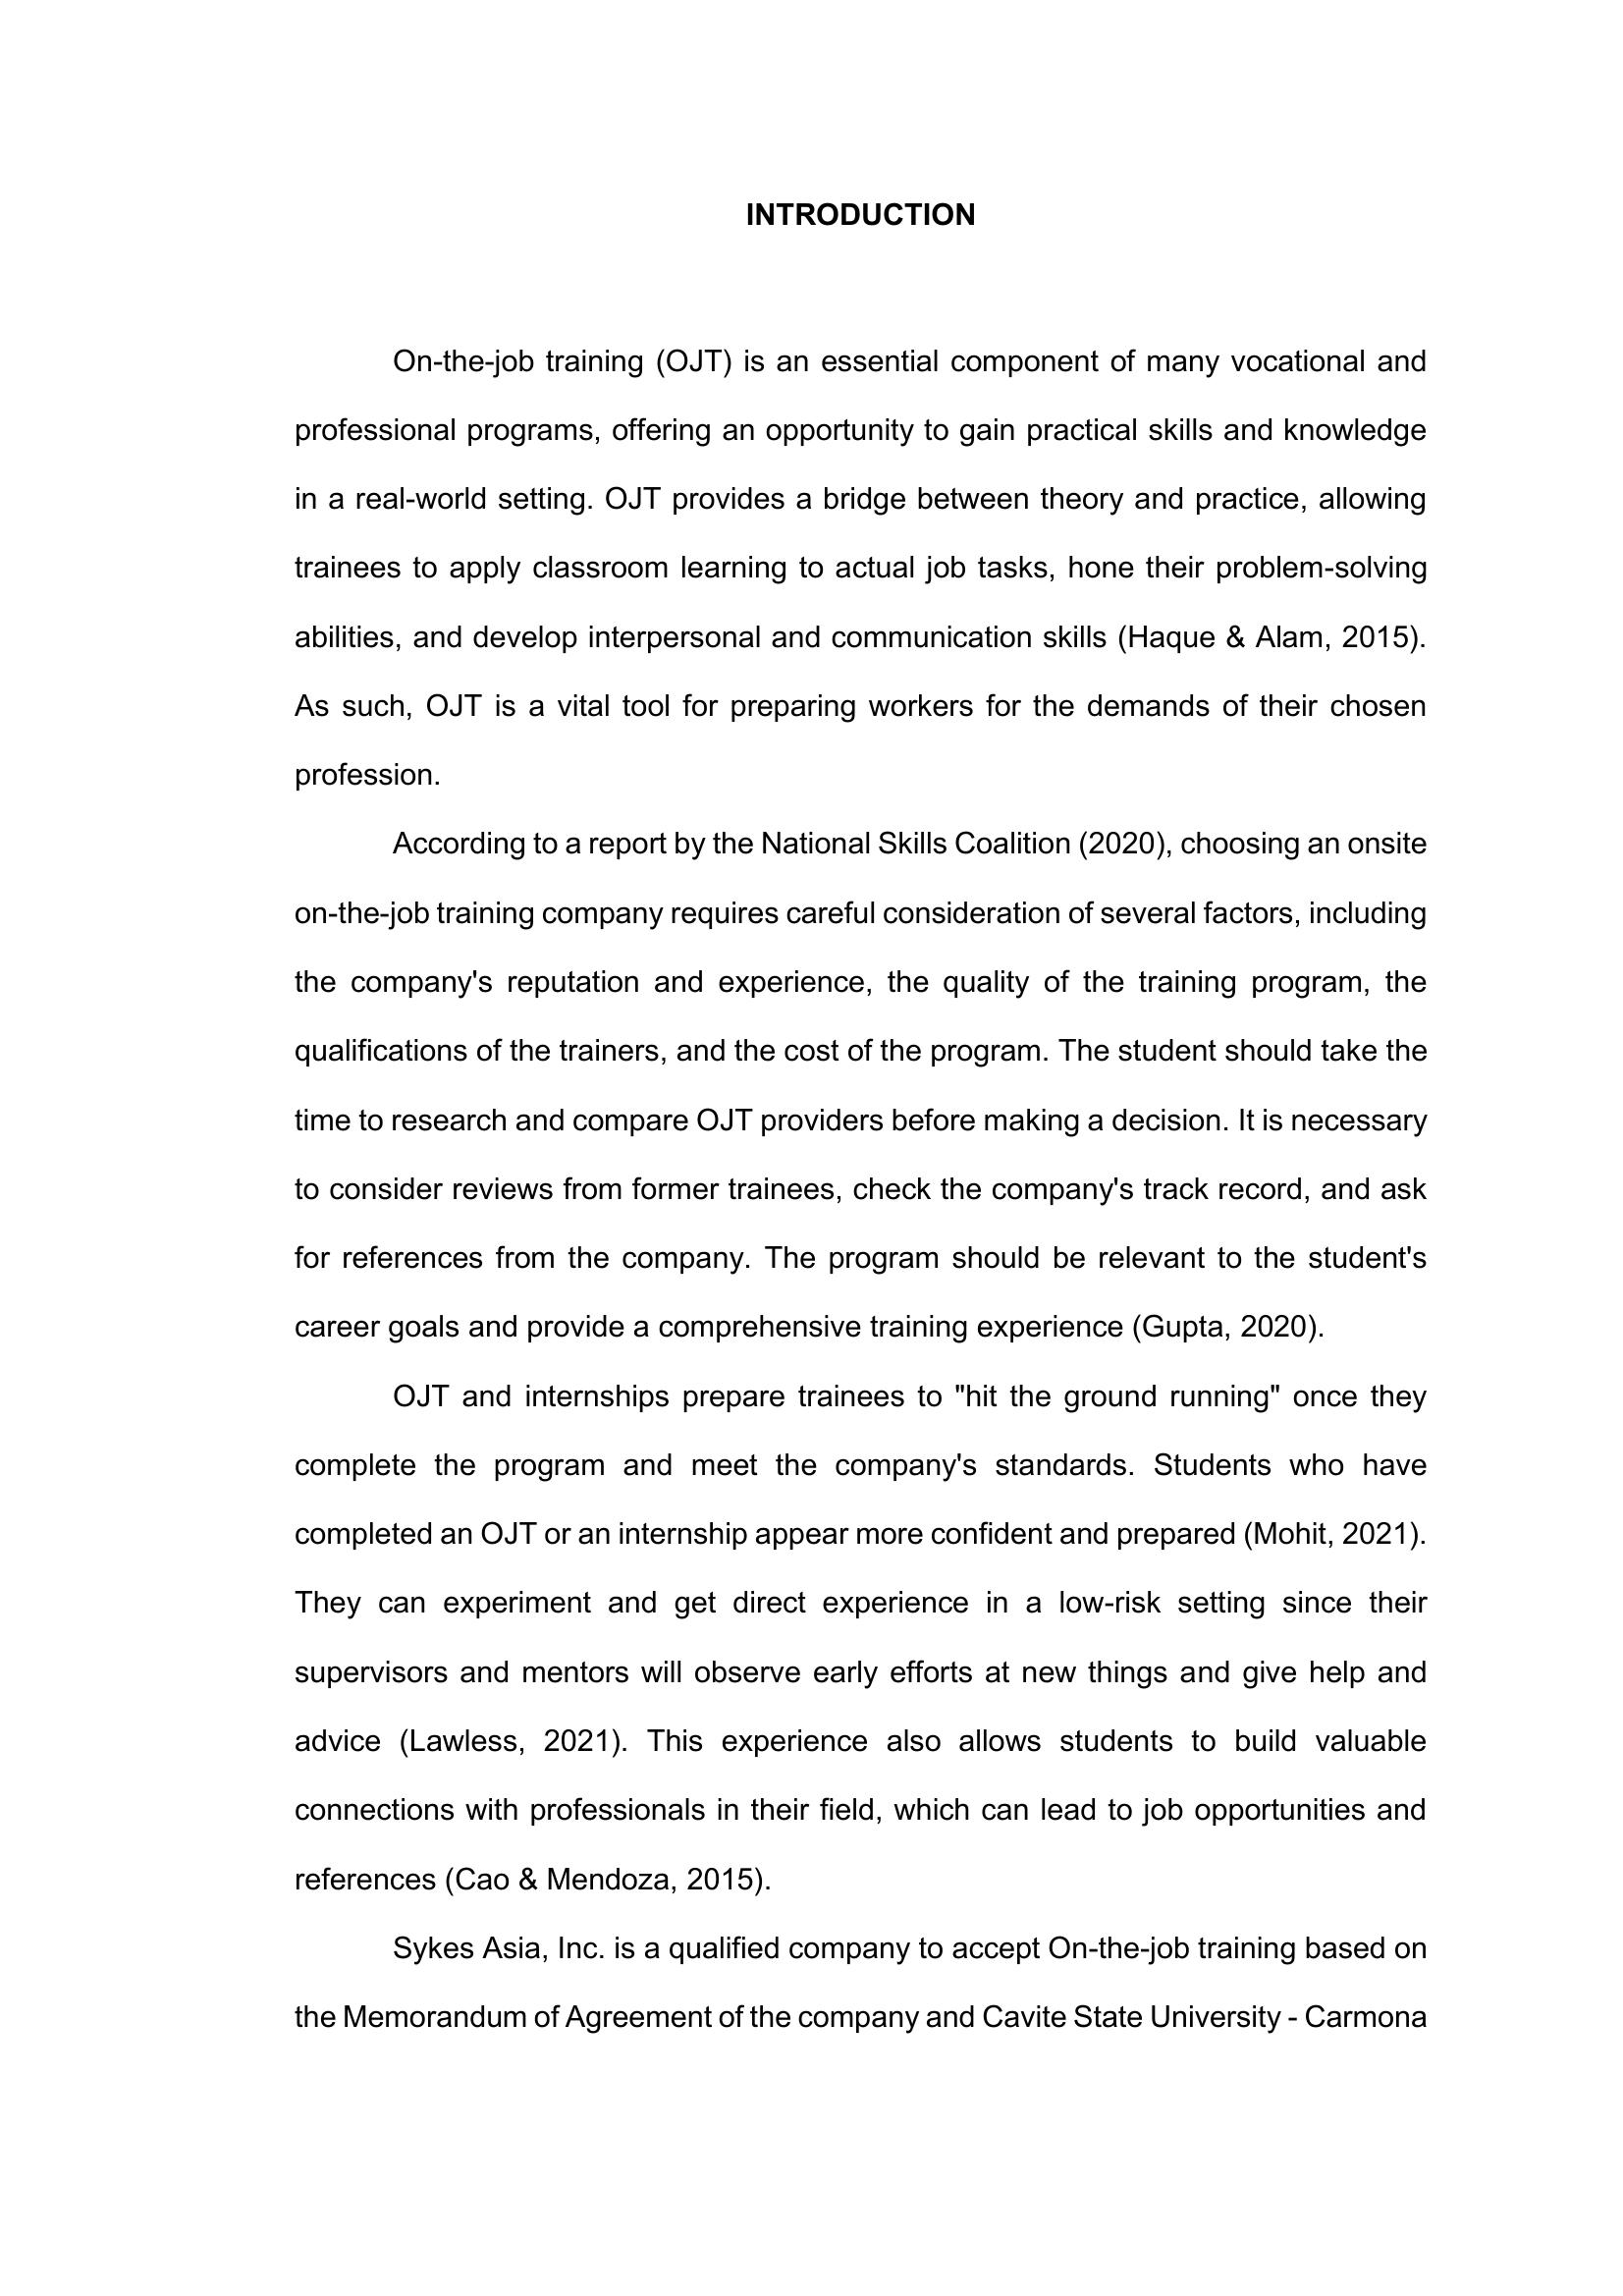 INTRODUCTION
On-the-job training (OJT) is an essential component of many vocational and
professional programs, offering an opportunity to gain practical skills and knowledge
in a real-world setting. OJT provides a bridge between theory and practice, allowing
trainees to apply classroom learning to actual job tasks, hone their problem-solving
abilities, and develop interpersonal and communication skills (Haque & Alam, 2015).
As such, OJT is a vital tool for preparing workers for the demands of their chosen
profession.
According to a report by the National Skills Coalition (2020), choosing an onsite
on-the-job training company requires careful consideration of several factors, including
the company's reputation and experience, the quality of the training program, the
qualifications of the trainers, and the cost of the program. The student should take the
time to research and compare OJT providers before making a decision. It is necessary
to consider reviews from former trainees, check the company's track record, and ask
for references from the company. The program should be relevant to the student's
career goals and provide a comprehensive training experience (Gupta, 2020).
OJT and internships prepare trainees to "hit the ground running" once they
complete the program and meet the company's standards. Students who have
completed an OJT or an internship appear more confident and prepared (Mohit, 2021).
They can experiment and get direct experience in a low-risk setting since their
supervisors and mentors will observe early efforts at new things and give help and
advice (Lawless, 2021). This experience also allows students to build valuable
connections with professionals in their field, which can lead to job opportunities and
references (Cao & Mendoza, 2015).
Sykes Asia, Inc. is a qualified company to accept On-the-job training based on
the Memorandum of Agreement of the company and Cavite State University - Carmona